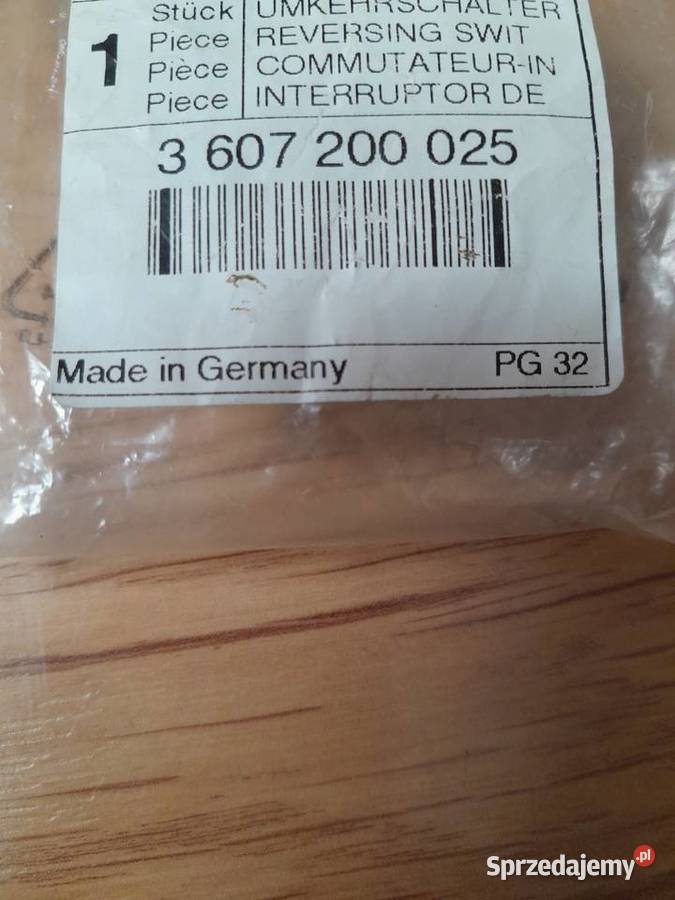 Stück UMKEHRSCHALTER
1 Piece REVERSING SWIT
Pièce COMMUTATEUR-IN
Piece INTERRUPTOR DE
3 607 200 025
Made in Germany PG 32
Sprzedajemy.pl